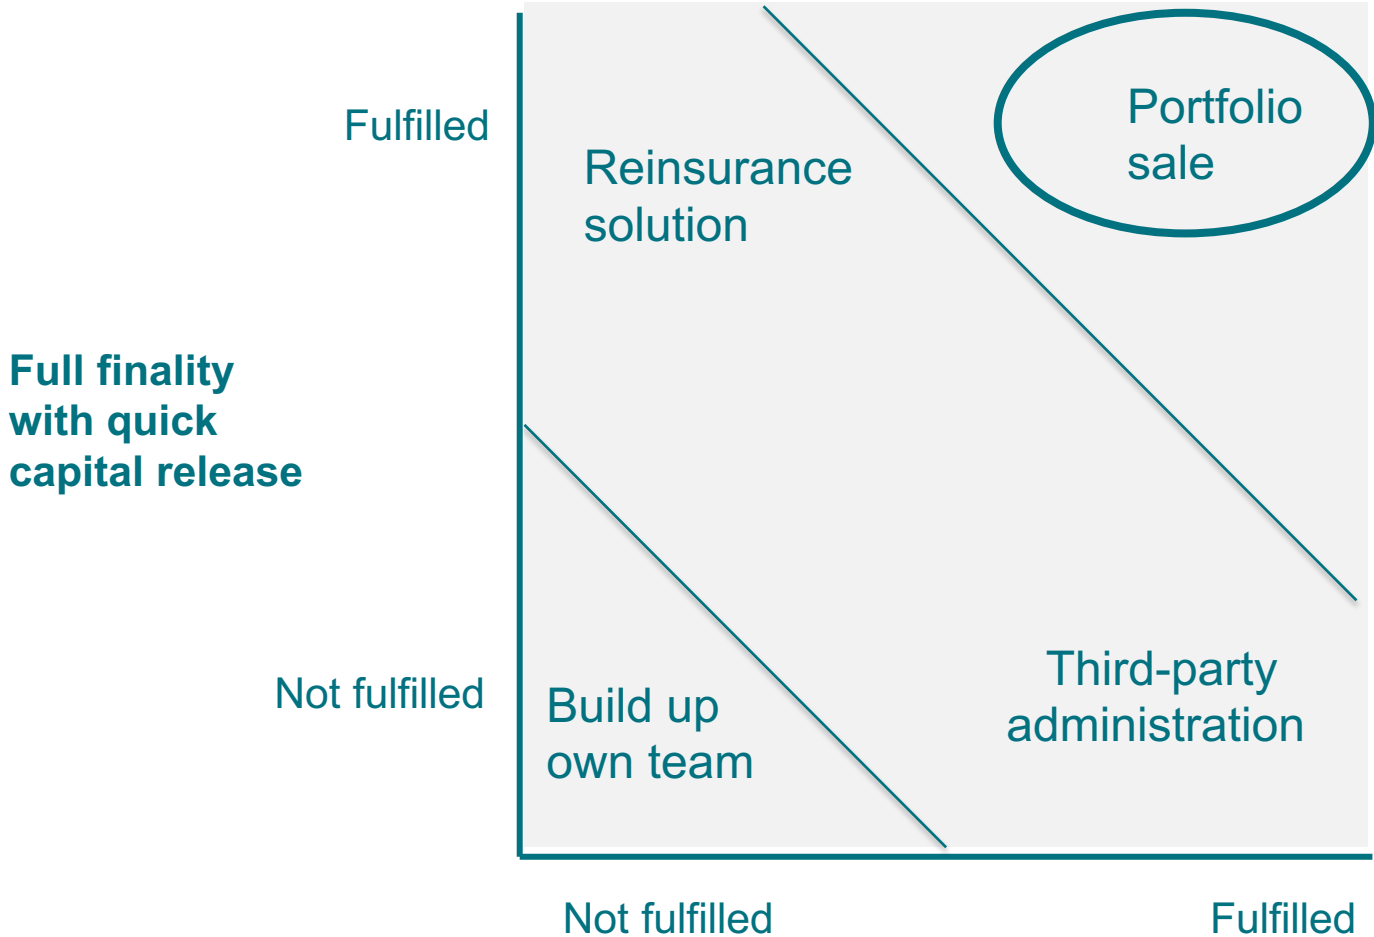 Fulfilled
Portfolio
sale
Reinsurance
solution
Full finality
with quick
capital release
Not fulfilled
Build up
own team
Third-party
administration
Not fulfilled
Fulfilled